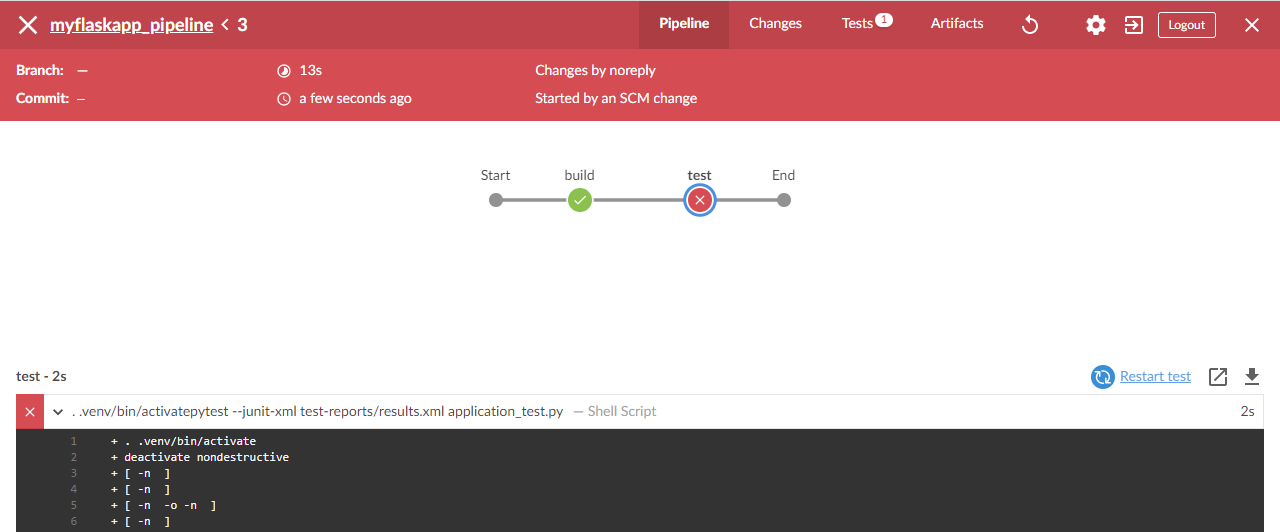 myflaskapp_pipeline < 3
Pipeline
Changes
Tests 1
Artifacts
Logout
Branch: —
13s
Changes by noreply
Commit: –
a few seconds ago
Started by an SCM change
Start
build
test
End
test - 2s
Restart test
. .venv/bin/activatepytest --junit-xml test-reports/results.xml application_test.py — Shell Script
2s
1 + . .venv/bin/activate
2 + deactivate nondestructive
3 + [ -n  ]
4 + [ -n  ]
5 + [ -n  -o -n  ]
6 + [ -n  ]